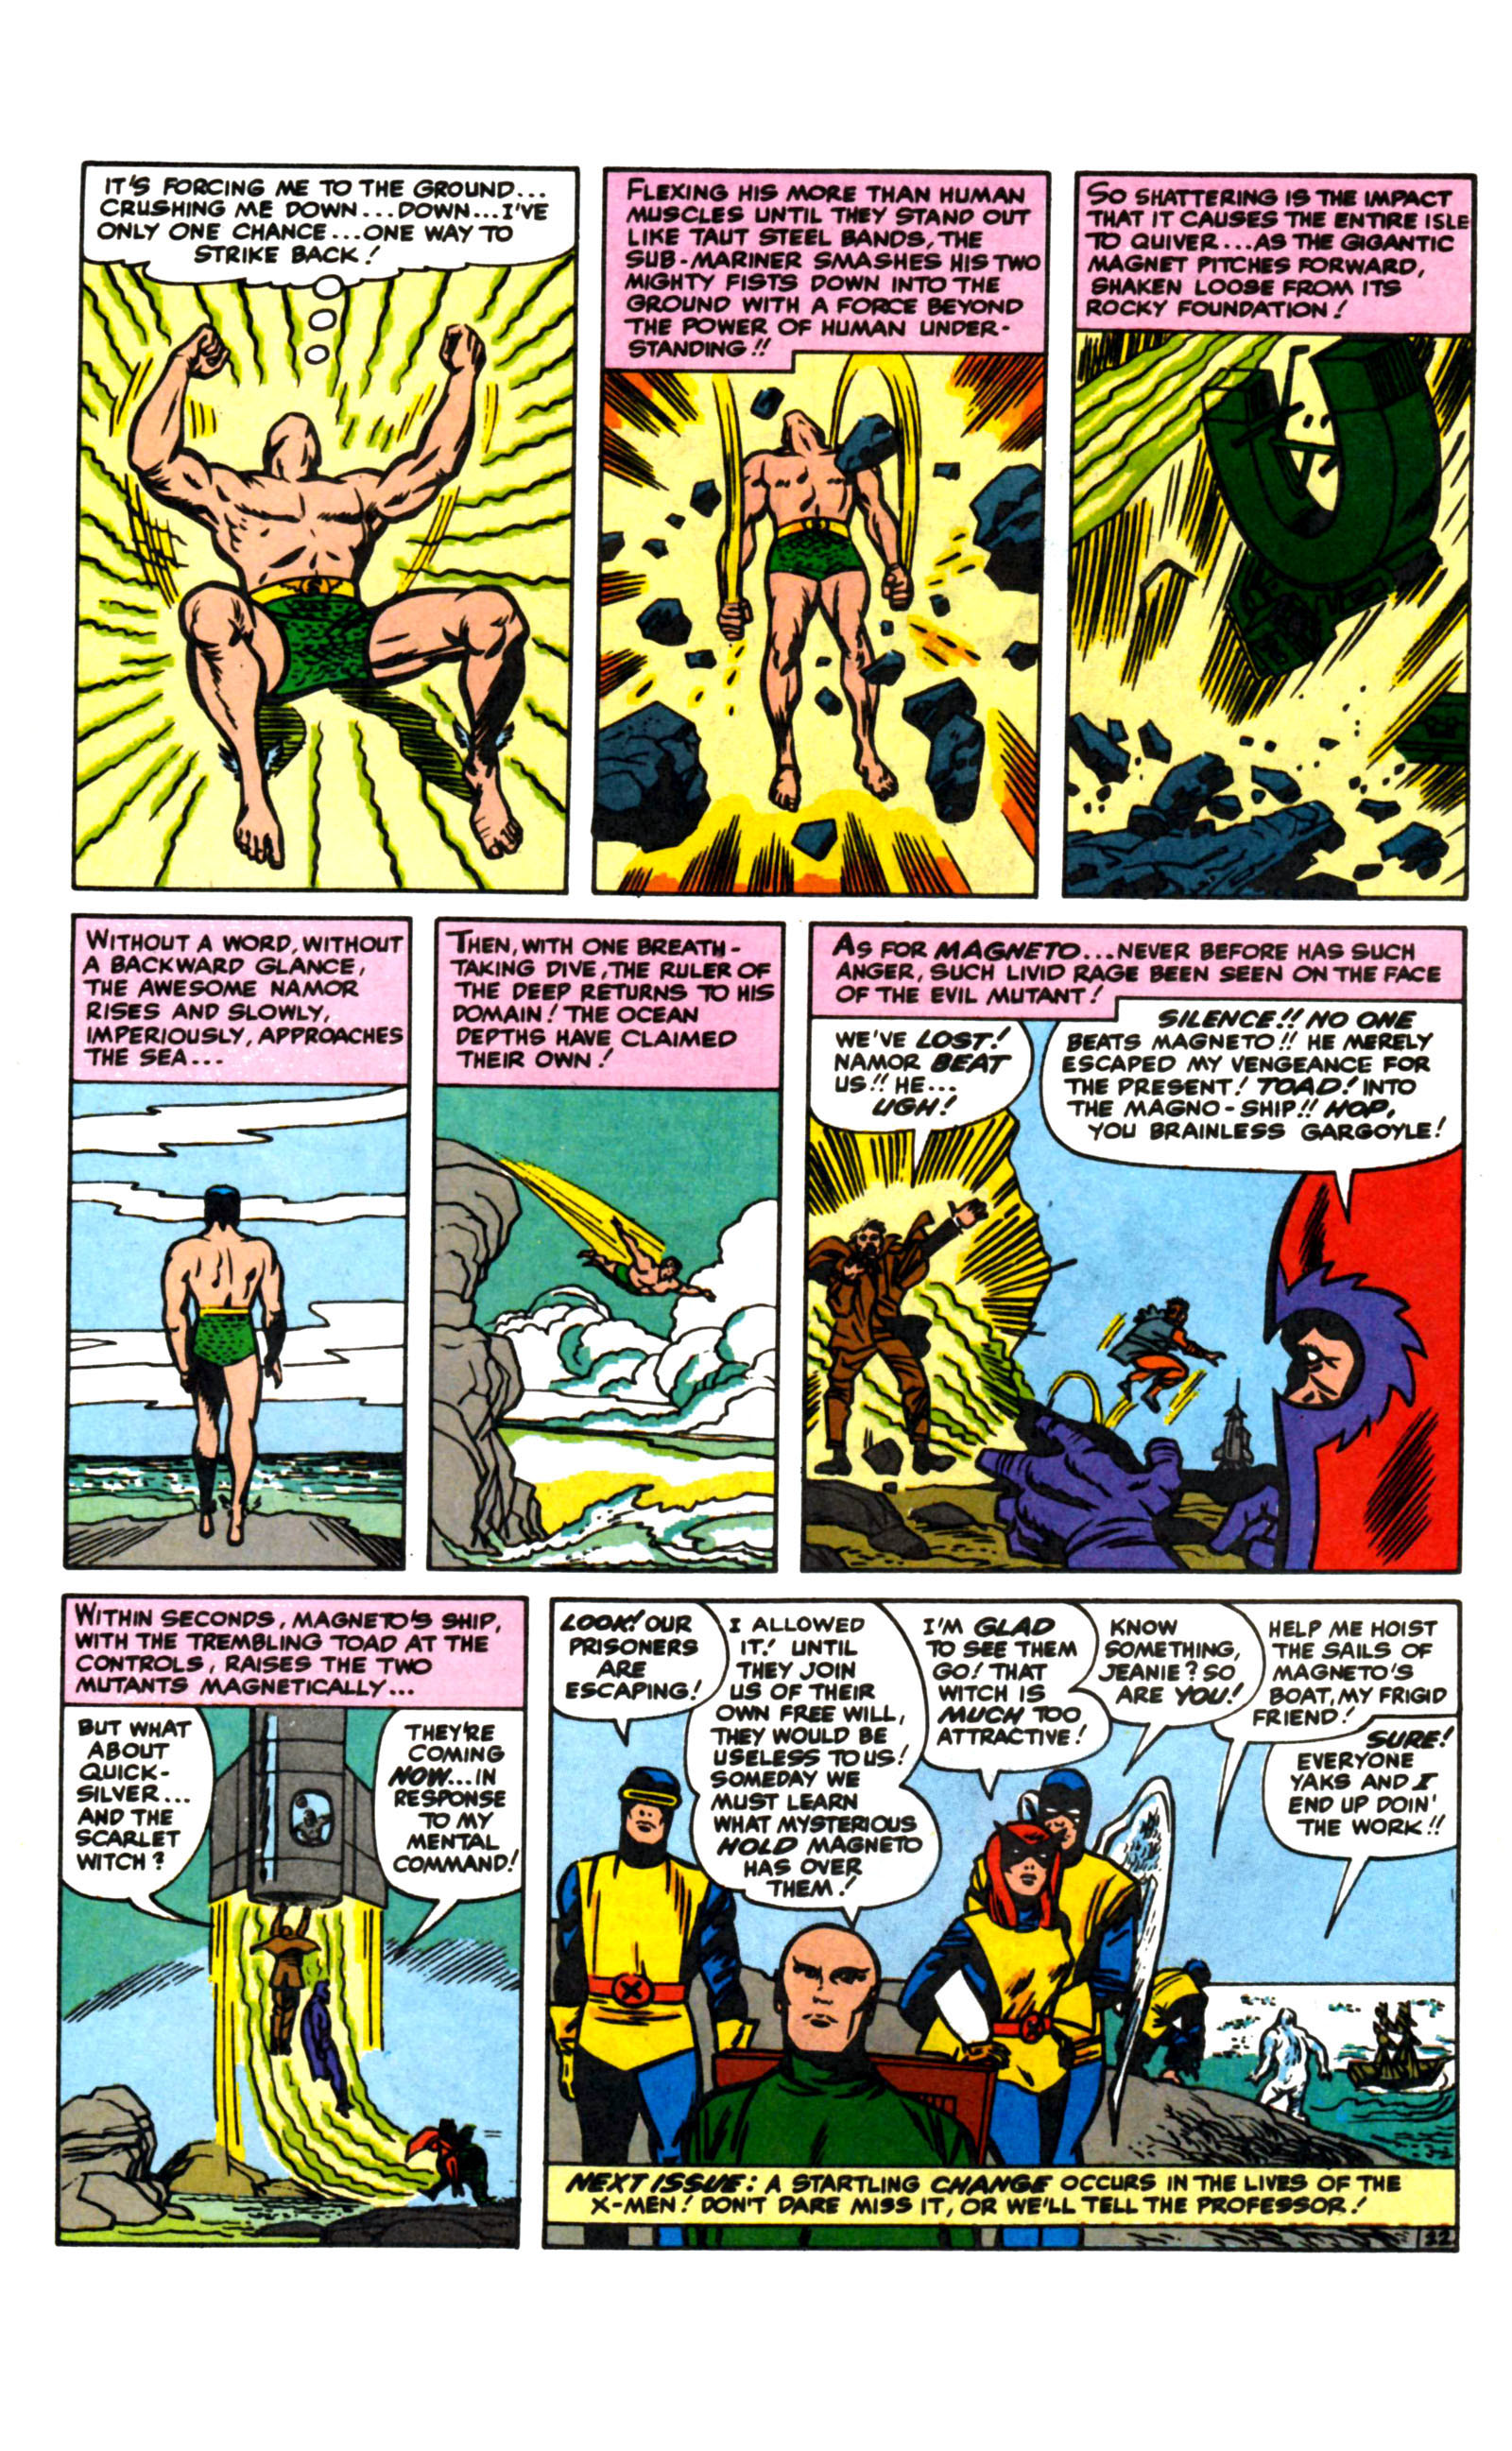 IT'S FORCING ME TO THE GROUND...
CRUSHING ME DOWN...DOWN...I'VE
ONLY ONE CHANCE...ONE WAY TO
STRIKE BACK!
FLEXING HIS MORE THAN HUMAN
MUSCLES UNTIL THEY STAND OUT
LIKE TAUT STEEL BANDS, THE
SUB-MARINER SMASHES HIS TWO
MIGHTY FISTS DOWN INTO THE
GROUND WITH A FORCE BEYOND
THE POWER OF HUMAN UNDER-
STANDING!!
SO SHATTERING IS THE IMPACT
THAT IT CAUSES THE ENTIRE ISLE
TO QUIVER...AS THE GIGANTIC
MAGNET PITCHES FORWARD,
SHAKEN LOOSE FROM ITS
ROCKY FOUNDATION!
WITHOUT A WORD, WITHOUT
A BACKWARD GLANCE,
THE AWESOME NAMOR
RISES AND SLOWLY,
IMPERIOUSLY, APPROACHES
THE SEA...
THEN, WITH ONE BREATH-
TAKING DIVE, THE RULER OF
THE DEEP RETURNS TO HIS
DOMAIN! THE OCEAN
DEPTHS HAVE CLAIMED
THEIR OWN!
AS FOR MAGNETO...NEVER BEFORE HAS SUCH
ANGER, SUCH LIVID RAGE BEEN SEEN ON THE FACE
OF THE EVIL MUTANT!
WE'VE LOST!
NAMOR BEAT
US!! HE...
UGH!
SILENCE!! NO ONE
BEATS MAGNETO!! HE MERELY
ESCAPED MY VENGEANCE FOR
THE PRESENT! TOAD! INTO
THE MAGNO-SHIP!! HOP,
YOU BRAINLESS GARGOYLE!
WITHIN SECONDS, MAGNETO'S SHIP,
WITH THE TREMBLING TOAD AT THE
CONTROLS, RAISES THE TWO
MUTANTS MAGNETICALLY...
BUT WHAT
ABOUT
QUICK-
SILVER...
AND THE
SCARLET
WITCH?
THEY'RE
COMING
NOW...IN
RESPONSE
TO MY
MENTAL
COMMAND!
LOOK! OUR
PRISONERS
ARE
ESCAPING!
I ALLOWED
IT! UNTIL
THEY JOIN
US OF THEIR
OWN FREE WILL,
THEY WOULD BE
USELESS TO US!
SOMEDAY WE
MUST LEARN
WHAT MYSTERIOUS
HOLD MAGNETO
HAS OVER
THEM!
I'M GLAD
TO SEE THEM
GO! THAT
WITCH IS
MUCH TOO
ATTRACTIVE!
KNOW
SOMETHING,
JEANIE? SO
ARE YOU!
HELP ME HOIST
THE SAILS OF
MAGNETO'S
BOAT, MY FRIGID
FRIEND!
SURE!
EVERYONE
YAKS AND I
END UP DOIN'
THE WORK!!
NEXT ISSUE: A STARTLING CHANGE OCCURS IN THE LIVES OF THE
X-MEN! DON'T DARE MISS IT, OR WE'LL TELL THE PROFESSOR!
22